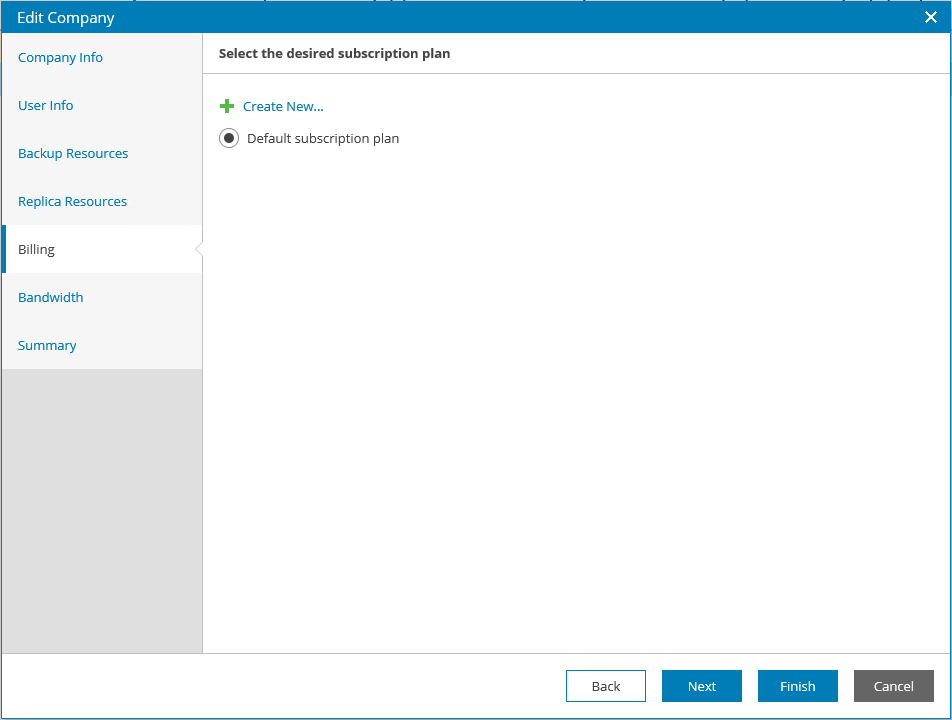 Edit Company
Company Info
User Info
Backup Resources
Replica Resources
Billing
Bandwidth
Summary
Select the desired subscription plan
Create New...
Default subscription plan
Back
Next
Finish
Cancel